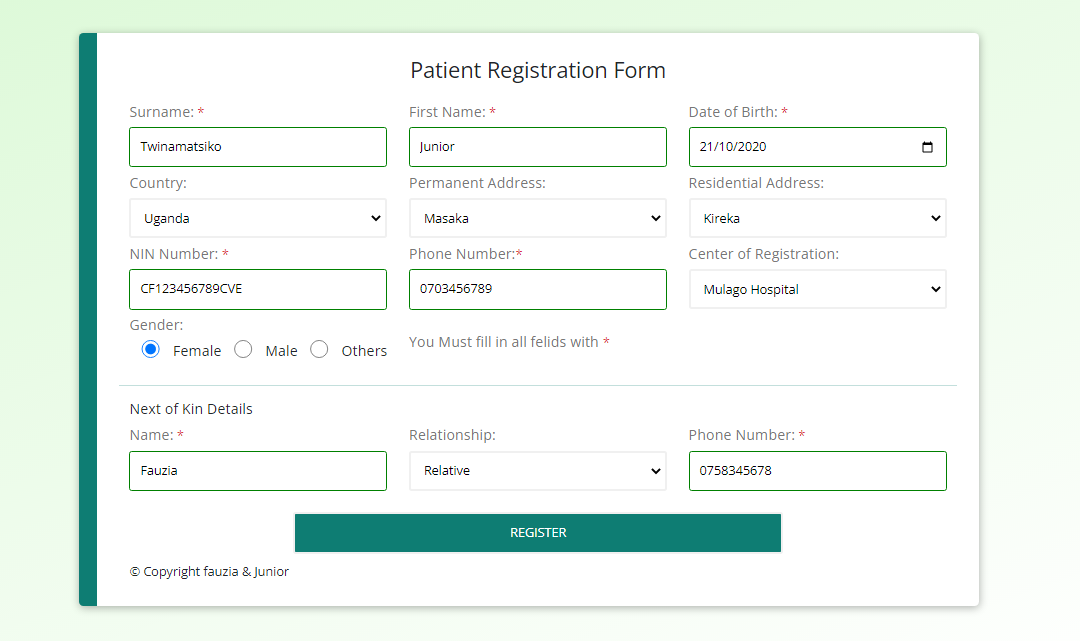 Patient Registration Form
Surname: * First Name: * Date of Birth: *
Twinamatsiko Junior 21/10/2020
Country: Permanent Address: Residential Address:
Uganda Masaka Kireka
NIN Number: * Phone Number:* Center of Registration:
CF123456789CVE 0703456789 Mulago Hospital
Gender:
Female Male Others You Must fill in all felids with *
Next of Kin Details
Name: * Relationship: Phone Number: *
Fauzia Relative 0758345678
REGISTER
© Copyright fauzia & Junior